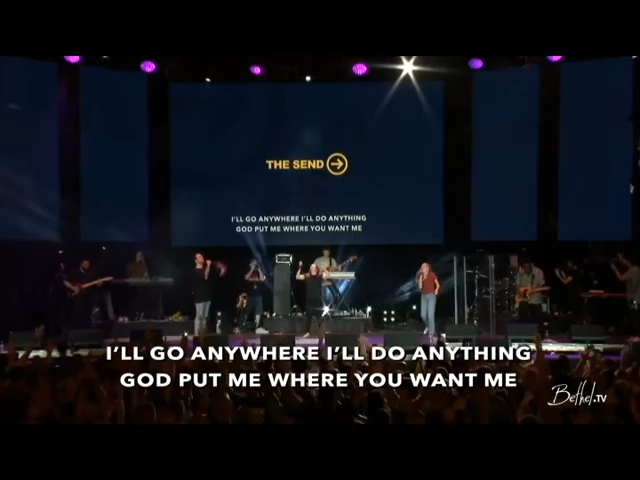 THE SEND
I'LL GO ANYWHERE I'LL DO ANYTHING
GOD PUT ME WHERE YOU WANT ME
I'LL GO ANYWHERE I'LL DO ANYTHING
GOD PUT ME WHERE YOU WANT ME
Bethel.TV